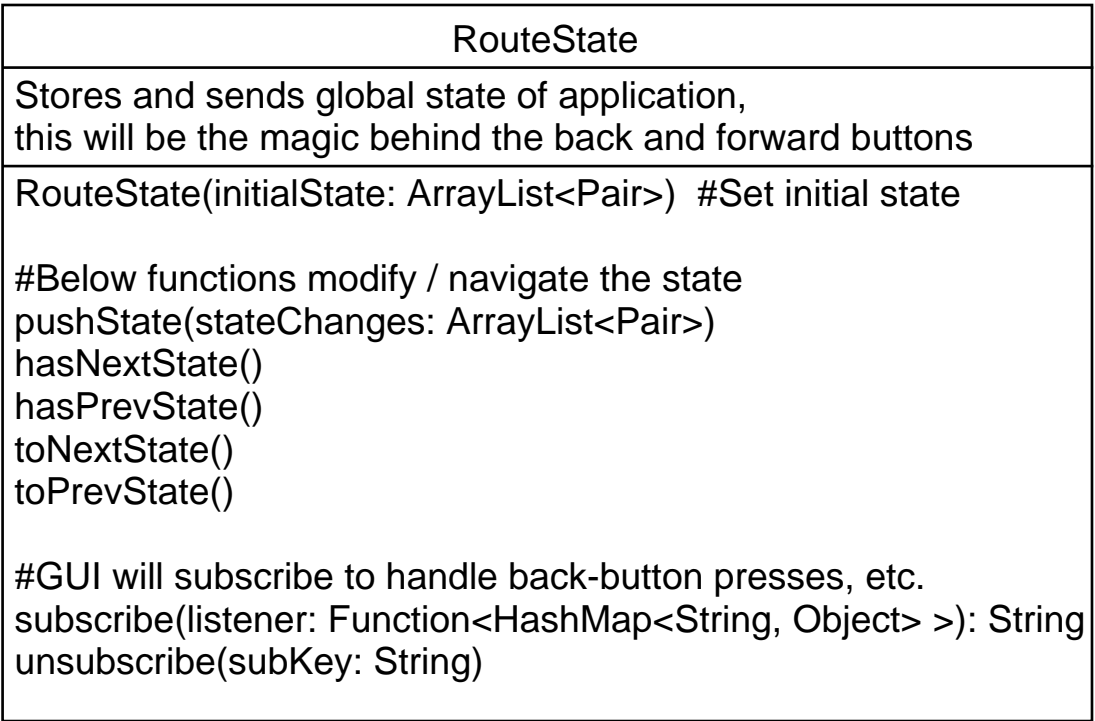 RouteState
Stores and sends global state of application,
this will be the magic behind the back and forward buttons
RouteState(initialState: ArrayList<Pair>)  #Set initial state
#Below functions modify / navigate the state
pushState(stateChanges: ArrayList<Pair>)
hasNextState()
hasPrevState()
toNextState()
toPrevState()
#GUI will subscribe to handle back-button presses, etc.
subscribe(listener: Function<HashMap<String, Object> >): String
unsubscribe(subKey: String)